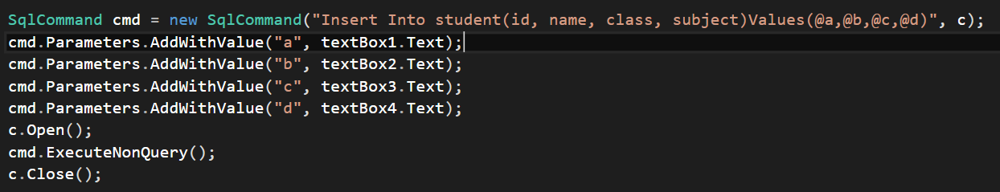 SqlCommand cmd = new SqlCommand("Insert Into student(id, name, class, subject)Values(@a,@b,@c,@d)", c);
cmd.Parameters.AddWithValue("a", textBox1.Text);
cmd.Parameters.AddWithValue("b", textBox2.Text);
cmd.Parameters.AddWithValue("c", textBox3.Text);
cmd.Parameters.AddWithValue("d", textBox4.Text);
c.Open();
cmd.ExecuteNonQuery();
c.Close();